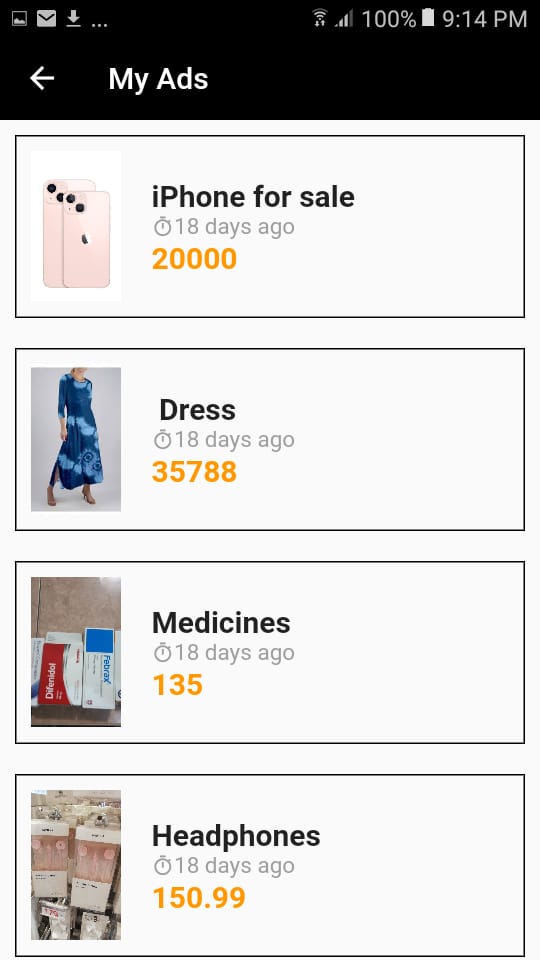 ... 100% 9:14 PM
My Ads
iPhone for sale
18 days ago
20000
Dress
18 days ago
35788
Difenidol
Febrax
Medicines
18 days ago
135
Headphones
18 days ago
150.99